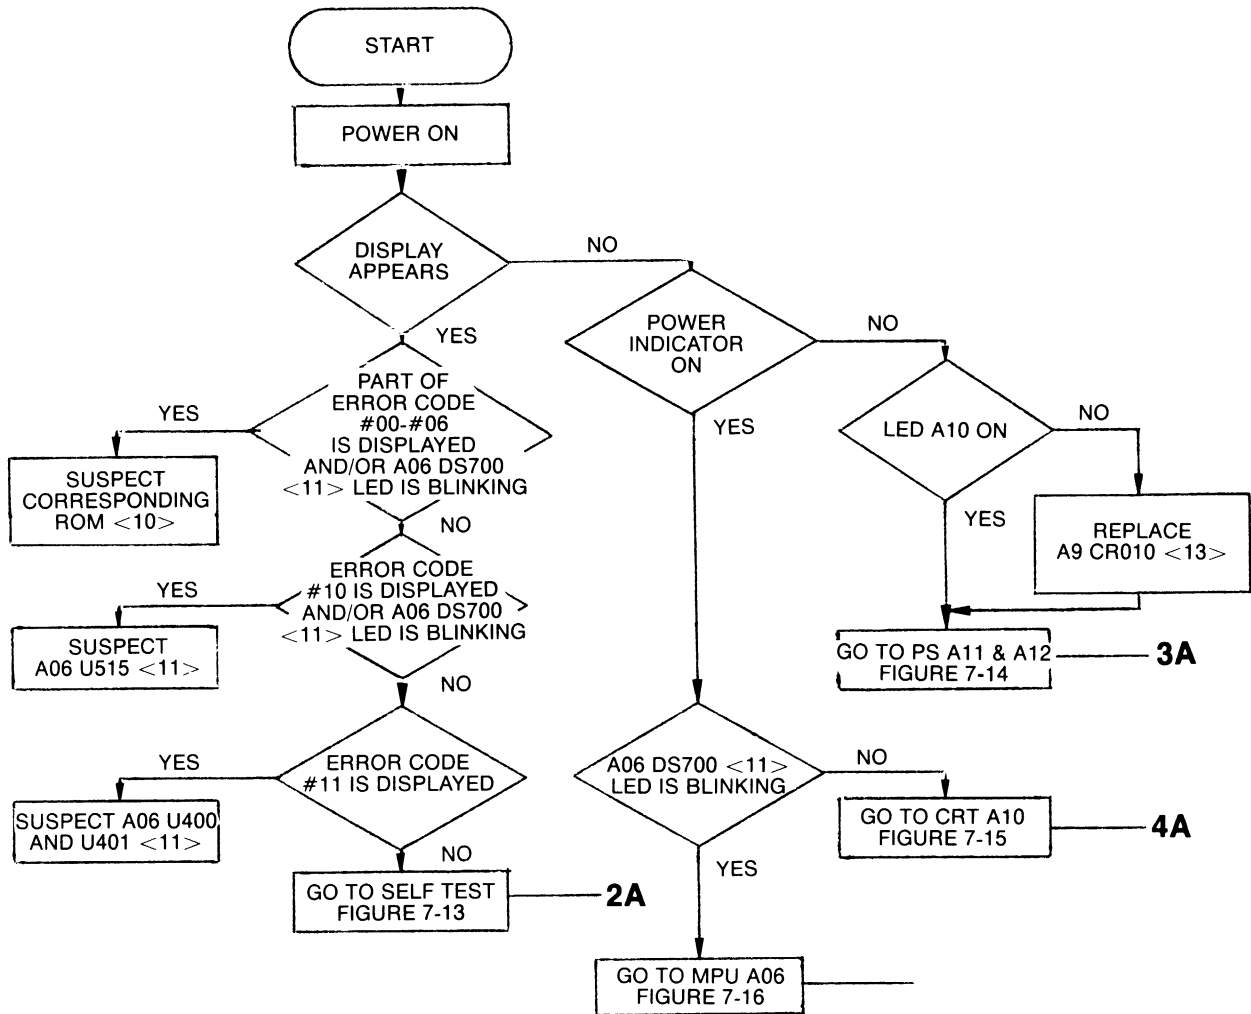 START
POWER ON
DISPLAY
APPEARS
NO
YES
POWER
INDICATOR
ON
NO
YES
LED A10 ON
NO
YES
REPLACE
A9 CR010 <13>
GO TO PS A11 & A12
FIGURE 7-14
3A
PART OF
ERROR CODE
#00-#06
IS DISPLAYED
AND/OR A06 DS700
<11> LED IS BLINKING
YES
NO
SUSPECT
CORRESPONDING
ROM <10>
ERROR CODE
#10 IS DISPLAYED
AND/OR A06 DS700
<11> LED IS BLINKING
YES
NO
SUSPECT
A06 U515 <11>
ERROR CODE
#11 IS DISPLAYED
YES
NO
SUSPECT A06 U400
AND U401 <11>
GO TO SELF TEST
FIGURE 7-13
2A
A06 DS700 <11>
LED IS BLINKING
NO
YES
GO TO CRT A10
FIGURE 7-15
4A
GO TO MPU A06
FIGURE 7-16